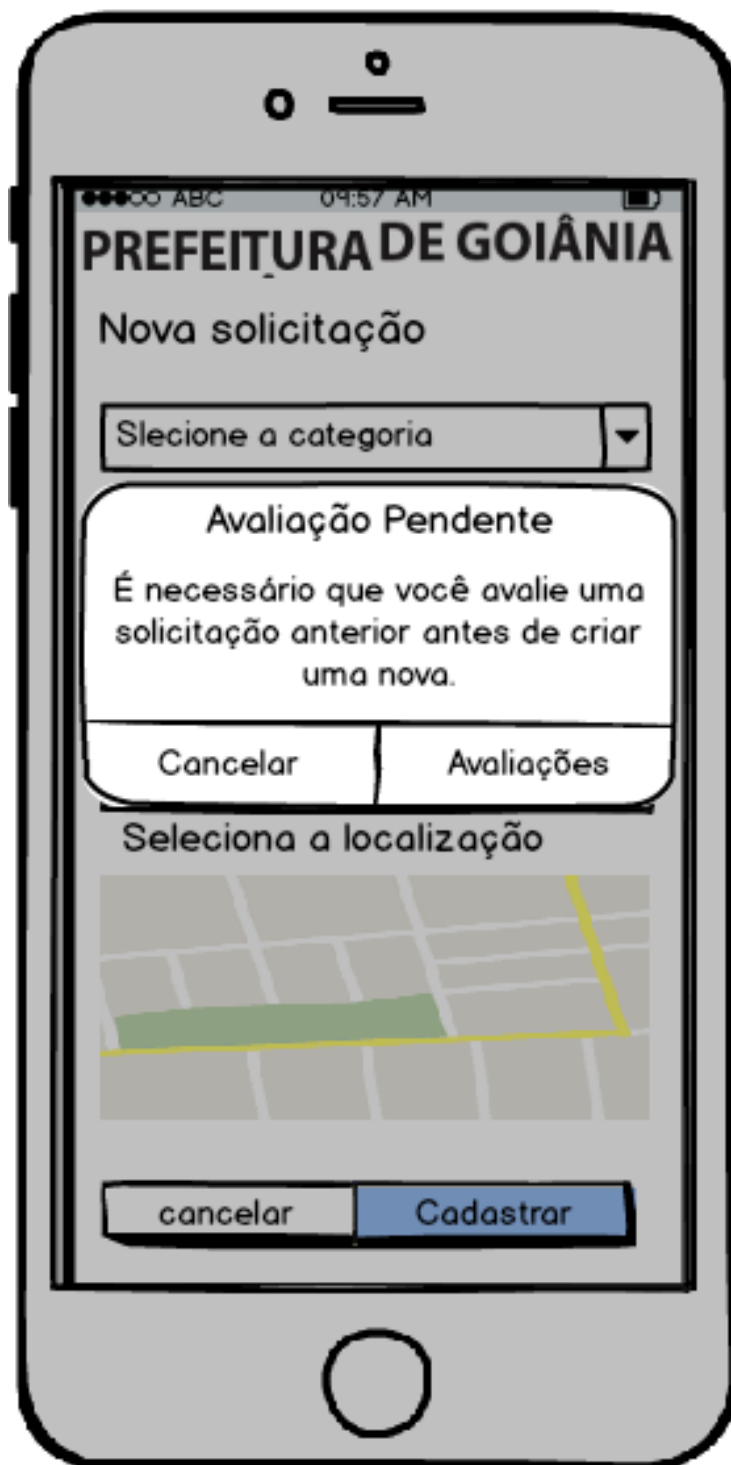 ABC 09:57 AM
PREFEITURA DE GOIÂNIA
Nova solicitação
Slecione a categoria
Avaliação Pendente
É necessário que você avalie uma
solicitação anterior antes de criar
uma nova.
Cancelar Avaliações
Seleciona a localização
cancelar Cadastrar